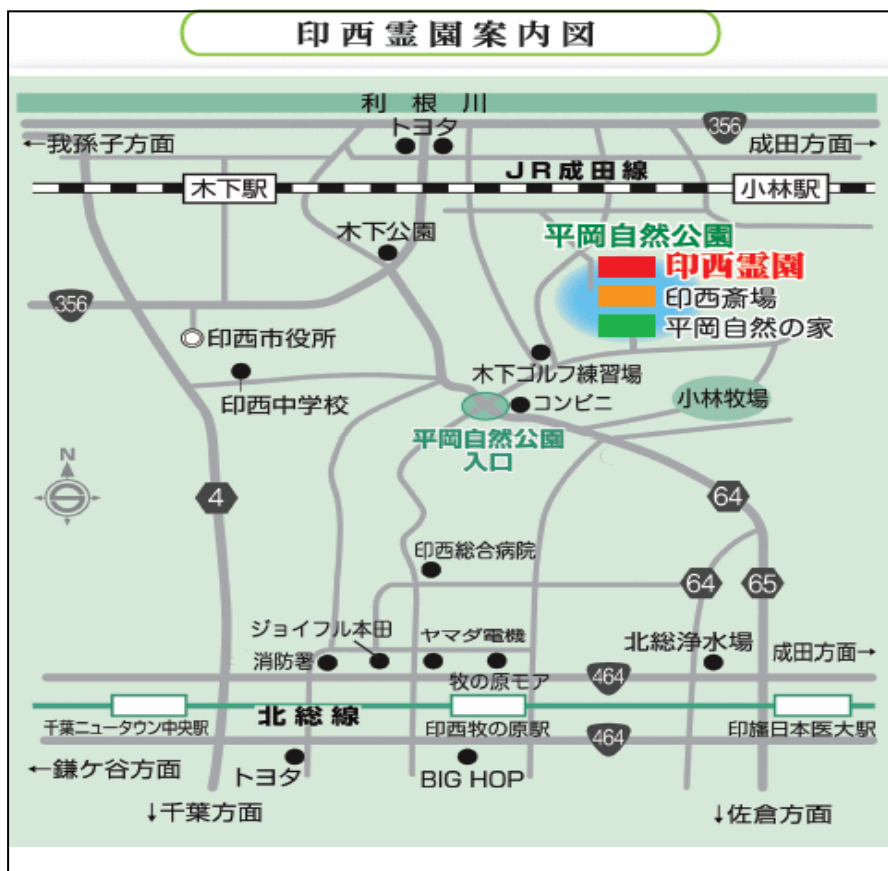 印西霊園案内図
利根川
トヨタ
356
←我孫子方面
成田方面→
JR成田線
木下駅
小林駅
木下公園
平岡自然公園
印西霊園
印西斎場
平岡自然の家
356
印西市役所
木下ゴルフ練習場
印西中学校
コンビニ
小林牧場
平岡自然公園
入口
N
4
64
印西総合病院
64
65
ジョイフル本田
ヤマダ電機
北総浄水場
成田方面→
消防署
牧の原モア
464
北総線
千葉ニュータウン中央駅
印西牧の原駅
印旛日本医大駅
464
←鎌ケ谷方面
トヨタ
BIG HOP
↓千葉方面
↓佐倉方面